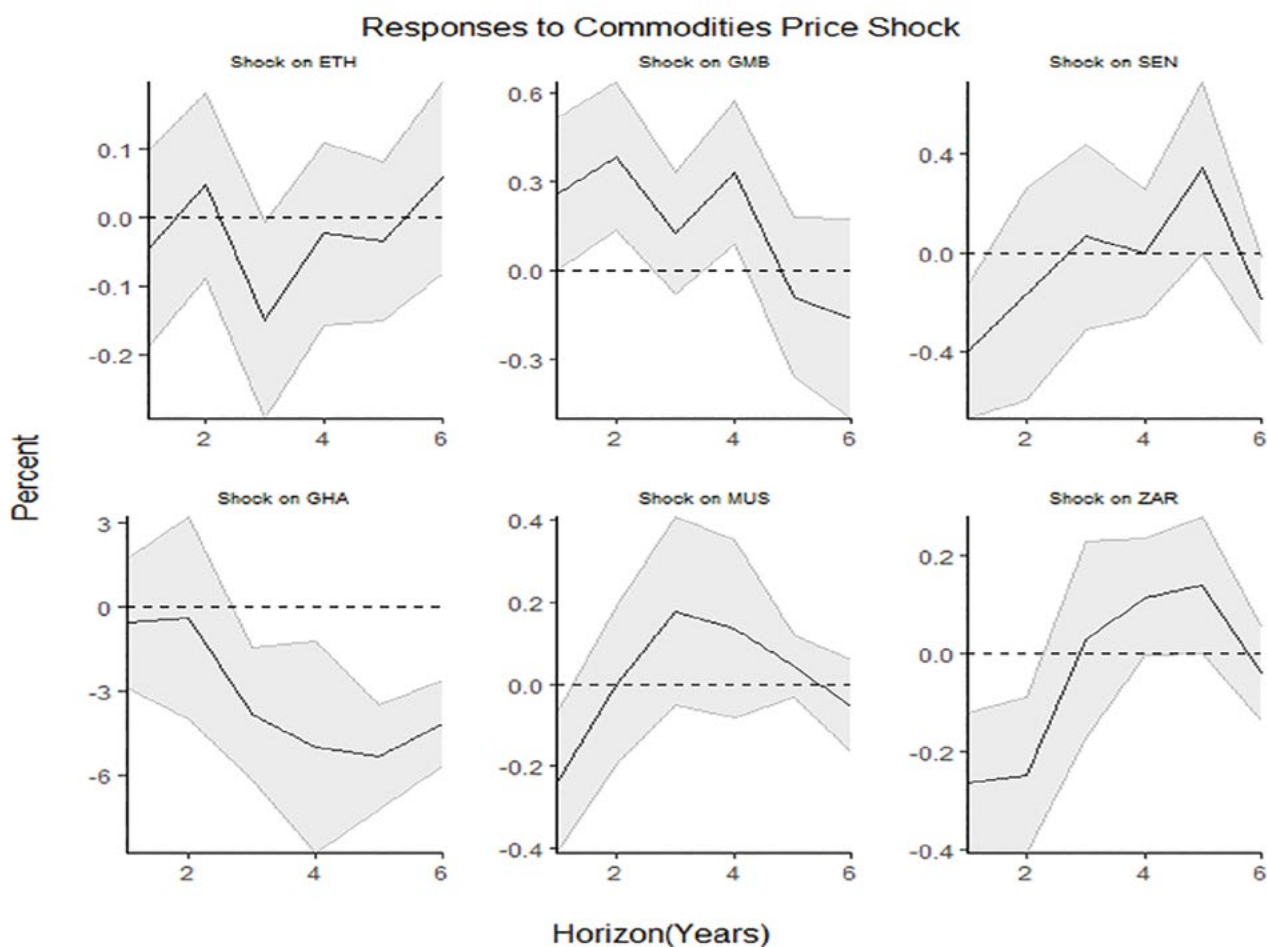 Responses to Commodities Price Shock
Shock on ETH
0.1
0.0
-0.1
-0.2
2 4 6
Shock on GMB
0.6
0.3
0.0
-0.3
2 4 6
Shock on SEN
0.4
0.0
-0.4
2 4 6
Percent
Shock on GHA
3
0
-3
-6
2 4 6
Shock on MUS
0.4
0.2
0.0
-0.2
-0.4
2 4 6
Shock on ZAR
0.2
0.0
-0.2
-0.4
2 4 6
Horizon(Years)